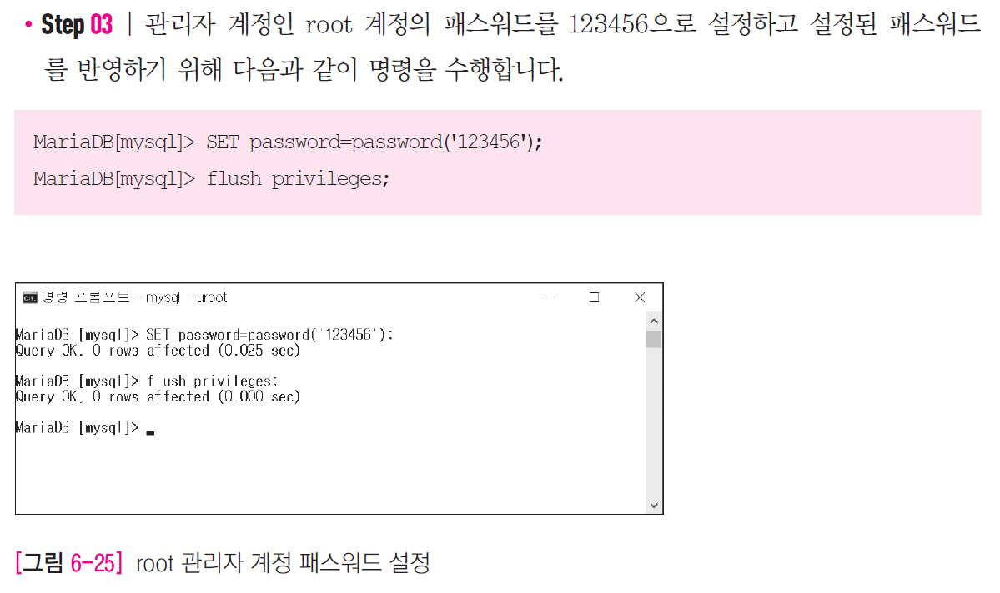 • Step 03 | 관리자 계정인 root 계정의 패스워드를 123456으로 설정하고 설정된 패스워드
를 반영하기 위해 다음과 같이 명령을 수행합니다.
MariaDB[mysql]> SET password=password('123456');
MariaDB[mysql]> flush privileges;
명령 프롬프트 - mysql -uroot
MariaDB [mysql]> SET password=password('123456');
Query OK, 0 rows affected (0.025 sec)
MariaDB [mysql]> flush privileges;
Query OK, 0 rows affected (0.000 sec)
MariaDB [mysql]>
[그림 6-25] root 관리자 계정 패스워드 설정